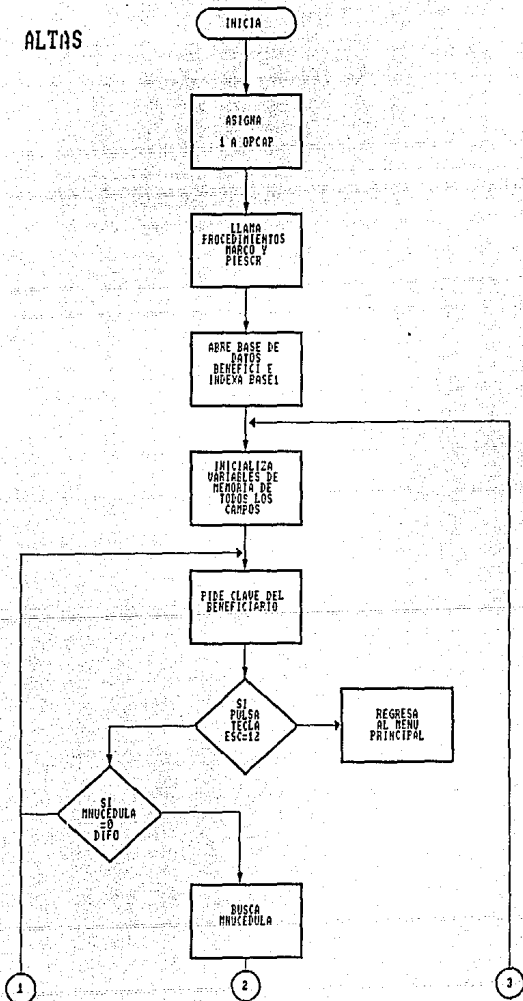 ALTAS
INICIA
ASIGNA
1 A OPCAP
LLAMA
PROCEDIMIENTOS
MARCO Y
PIESCR
ABRE BASE DE
DATOS
BENEFICI E
INDEXA BASE1
INICIALIZA
VARIABLES DE
MEMORIA DE
TODOS LOS
CAMPOS
PIDE CLAVE DEL
BENEFICIARIO
SI
PULSA
TECLA
ESC=12
REGRESA
AL MENU
PRINCIPAL
SI
MNUCEDULA
=0
DIFO
BUSCA
MNUCEDULA
1
2
3